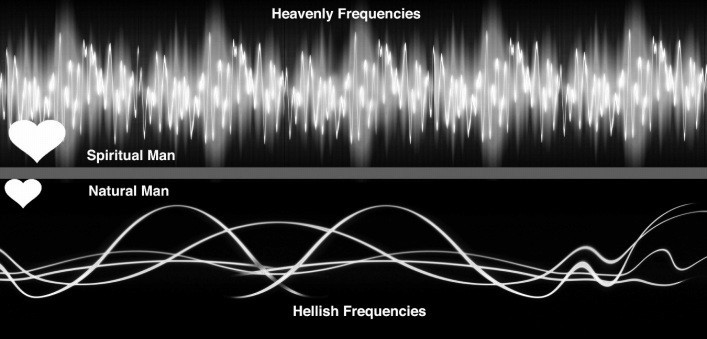 Heavenly Frequencies
Spiritual Man
Natural Man
Hellish Frequencies